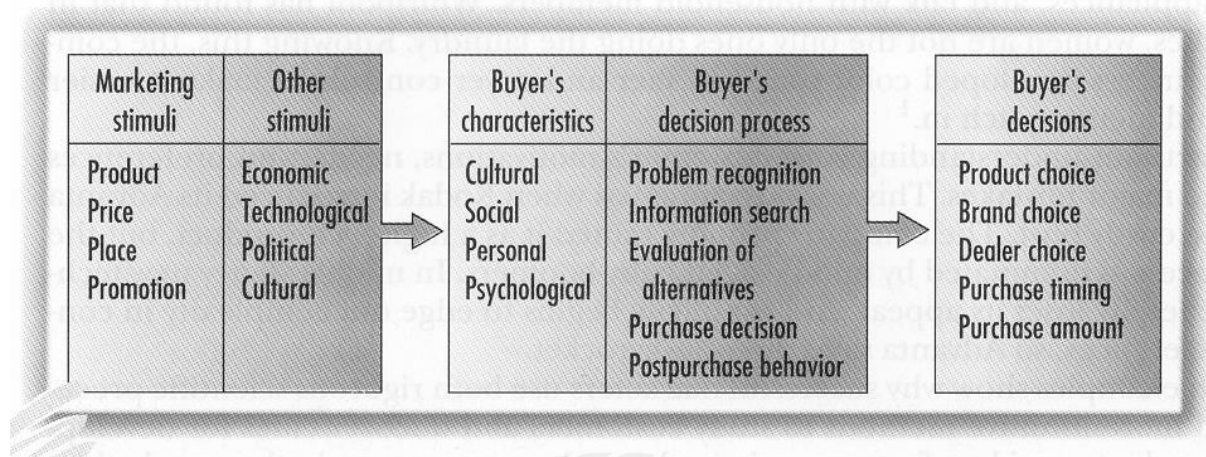 Marketing
stimuli
Product
Price
Place
Promotion
Other
stimuli
Economic
Technological
Political
Cultural
Buyer's
characteristics
Cultural
Social
Personal
Psychological
Buyer's
decision process
Problem recognition
Information search
Evaluation of
alternatives
Purchase decision
Postpurchase behavior
Buyer's
decisions
Product choice
Brand choice
Dealer choice
Purchase timing
Purchase amount